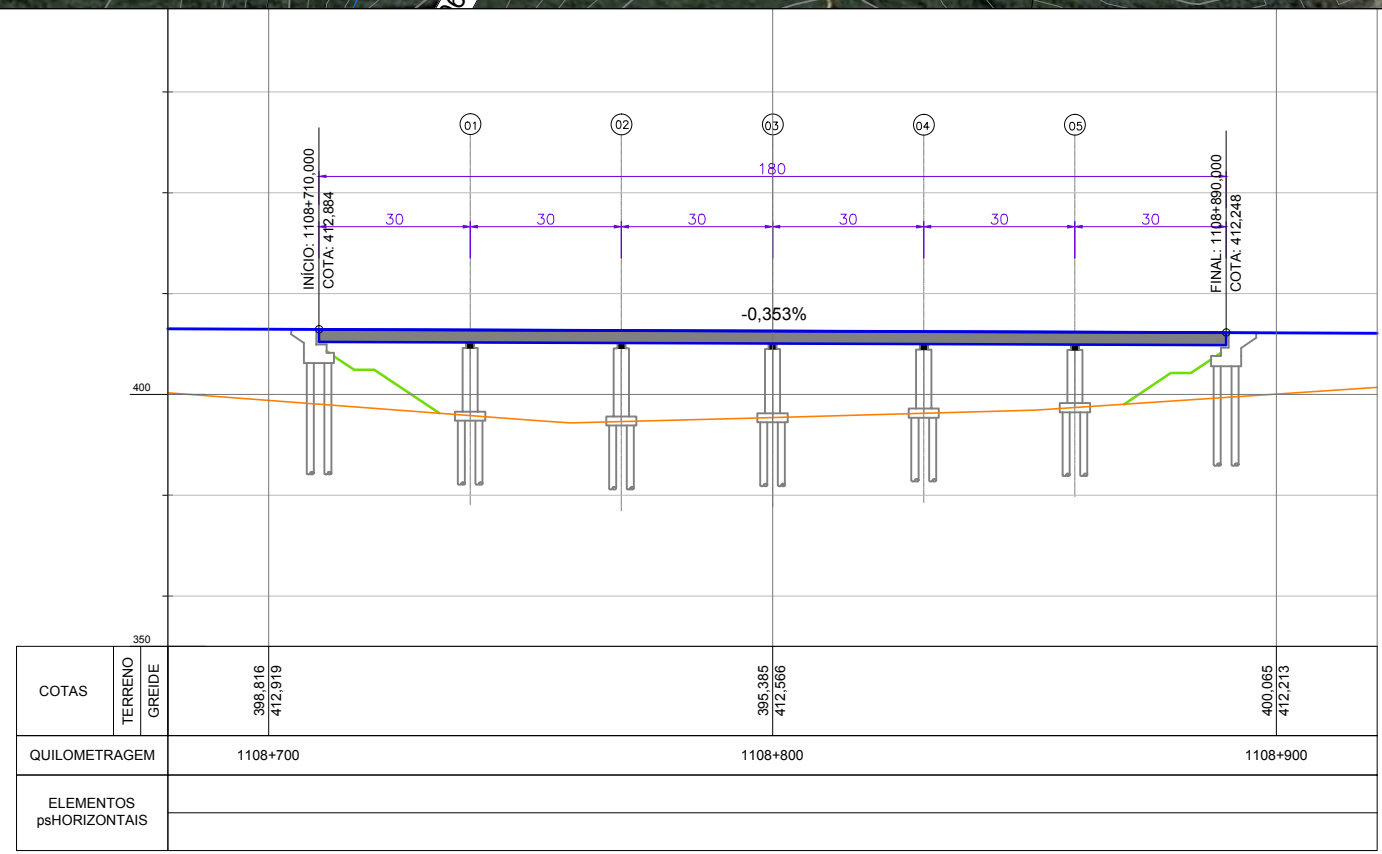 01
02
03
04
05
180
30
30
30
30
30
30
INÍCIO: 1108+710,000
COTA: 412,884
FINAL: 1108+890,000
COTA: 412,248
-0,353%
400
350
COTAS
TERRENO
GREIDE
398,816
412,919
395,385
412,566
400,065
412,213
QUILOMETRAGEM
1108+700
1108+800
1108+900
ELEMENTOS
psHORIZONTAIS